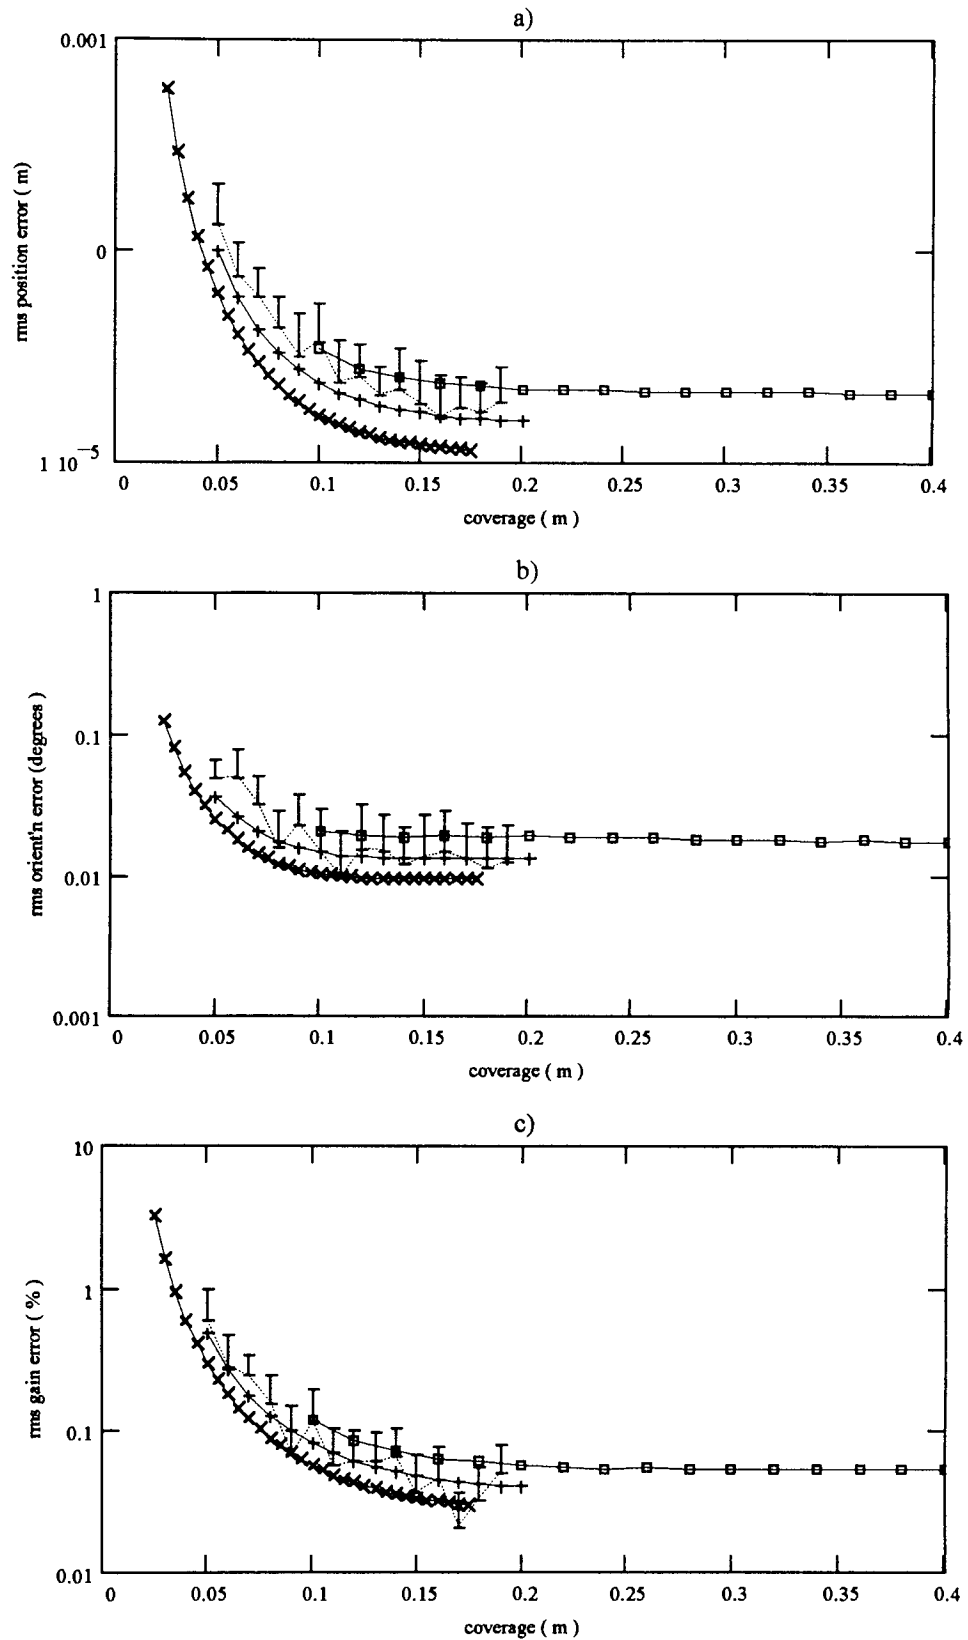 a)
0.001
rms position error ( m)
0
1 10^-5
0 0.05 0.1 0.15 0.2 0.25 0.3 0.35 0.4
coverage ( m )
b)
1
0.1
rms orient'n error (degrees )
0.01
0.001
0 0.05 0.1 0.15 0.2 0.25 0.3 0.35 0.4
coverage ( m )
c)
10
1
rms gain error ( % )
0.1
0.01
0 0.05 0.1 0.15 0.2 0.25 0.3 0.35 0.4
coverage ( m )